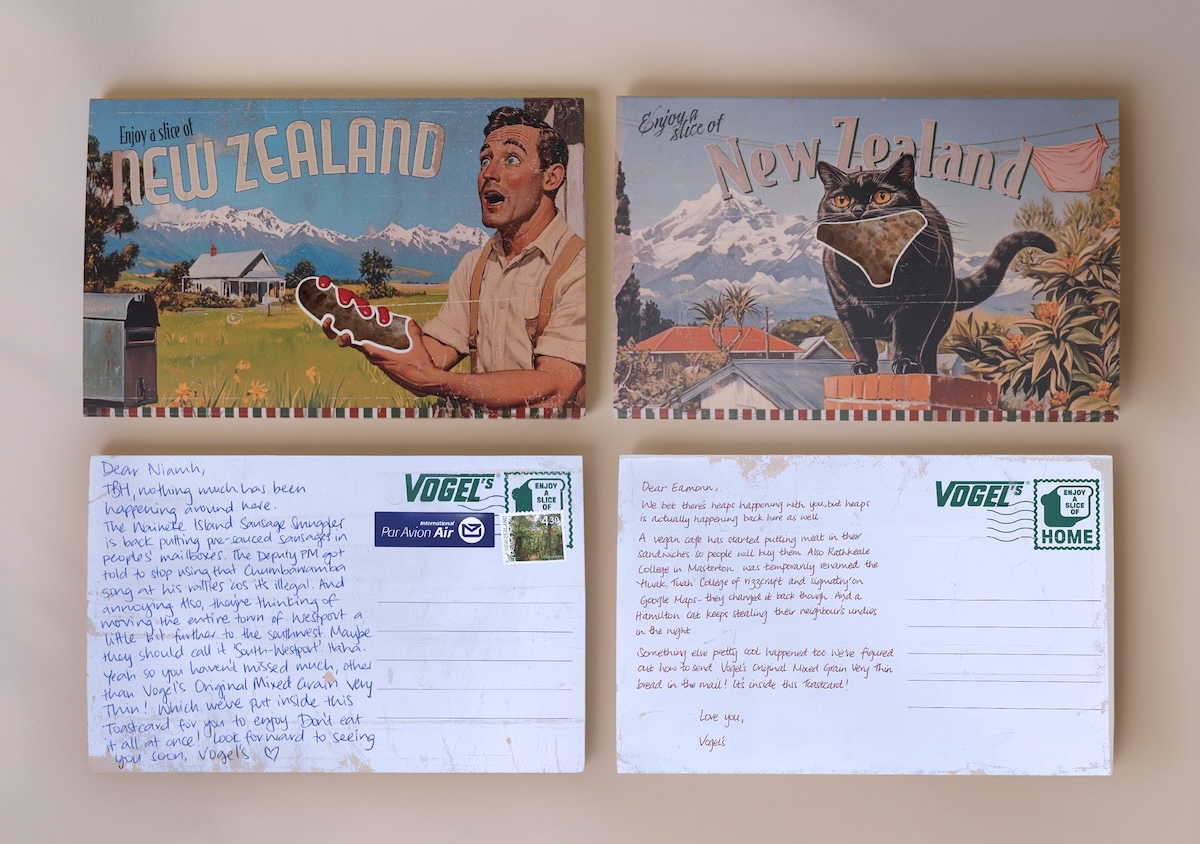 Enjoy a slice of
NEW ZEALAND
Enjoy a
slice of
New Zealand
Dear Niamh,
TBH, nothing much has been
happening around here.
The Waiheke Island Sausage Smuggler
is back putting pre-sauced sausages in
peoples' mailboxes. The Deputy PM got
told to stop using that Chumbawamba
song at his rallies 'cos it's illegal. And
annoying. Also, they're thinking of
moving the entire town of Westport a
little bit further to the southwest. Maybe
they should call it 'South-Westport'. Haha.
Yeah so you haven't missed much, other
than Vogel's Original Mixed Grain Very
Thin! Which we've put inside this
Toastcard for you to enjoy. Don't eat
it all at once! Look forward to seeing
you soon, Vogel's ♡
VOGEL'S®
ENJOY
A
SLICE
OF
International
Par Avion Air
4.30
Dear Eamonn,
We bet there's heaps happening with you, but heaps
is actually happening back here as well.
A vegan cafe has started putting meat in their
sandwiches so people will buy them. Also Rathkeale
College in Masterton was temporarily renamed the
Huak Tuah College of rizzcraft and sigmatry on
Google Maps - they changed it back though. And a
Hamilton cat keeps stealing their neighbour's undies
in the night.
Something else pretty cool happened too. We've figured
out how to send Vogel's Original Mixed Grain Very Thin
bread in the mail! It's inside this Toastcard!
Love you,
Vogel's
VOGEL'S®
ENJOY
A
SLICE
OF
HOME